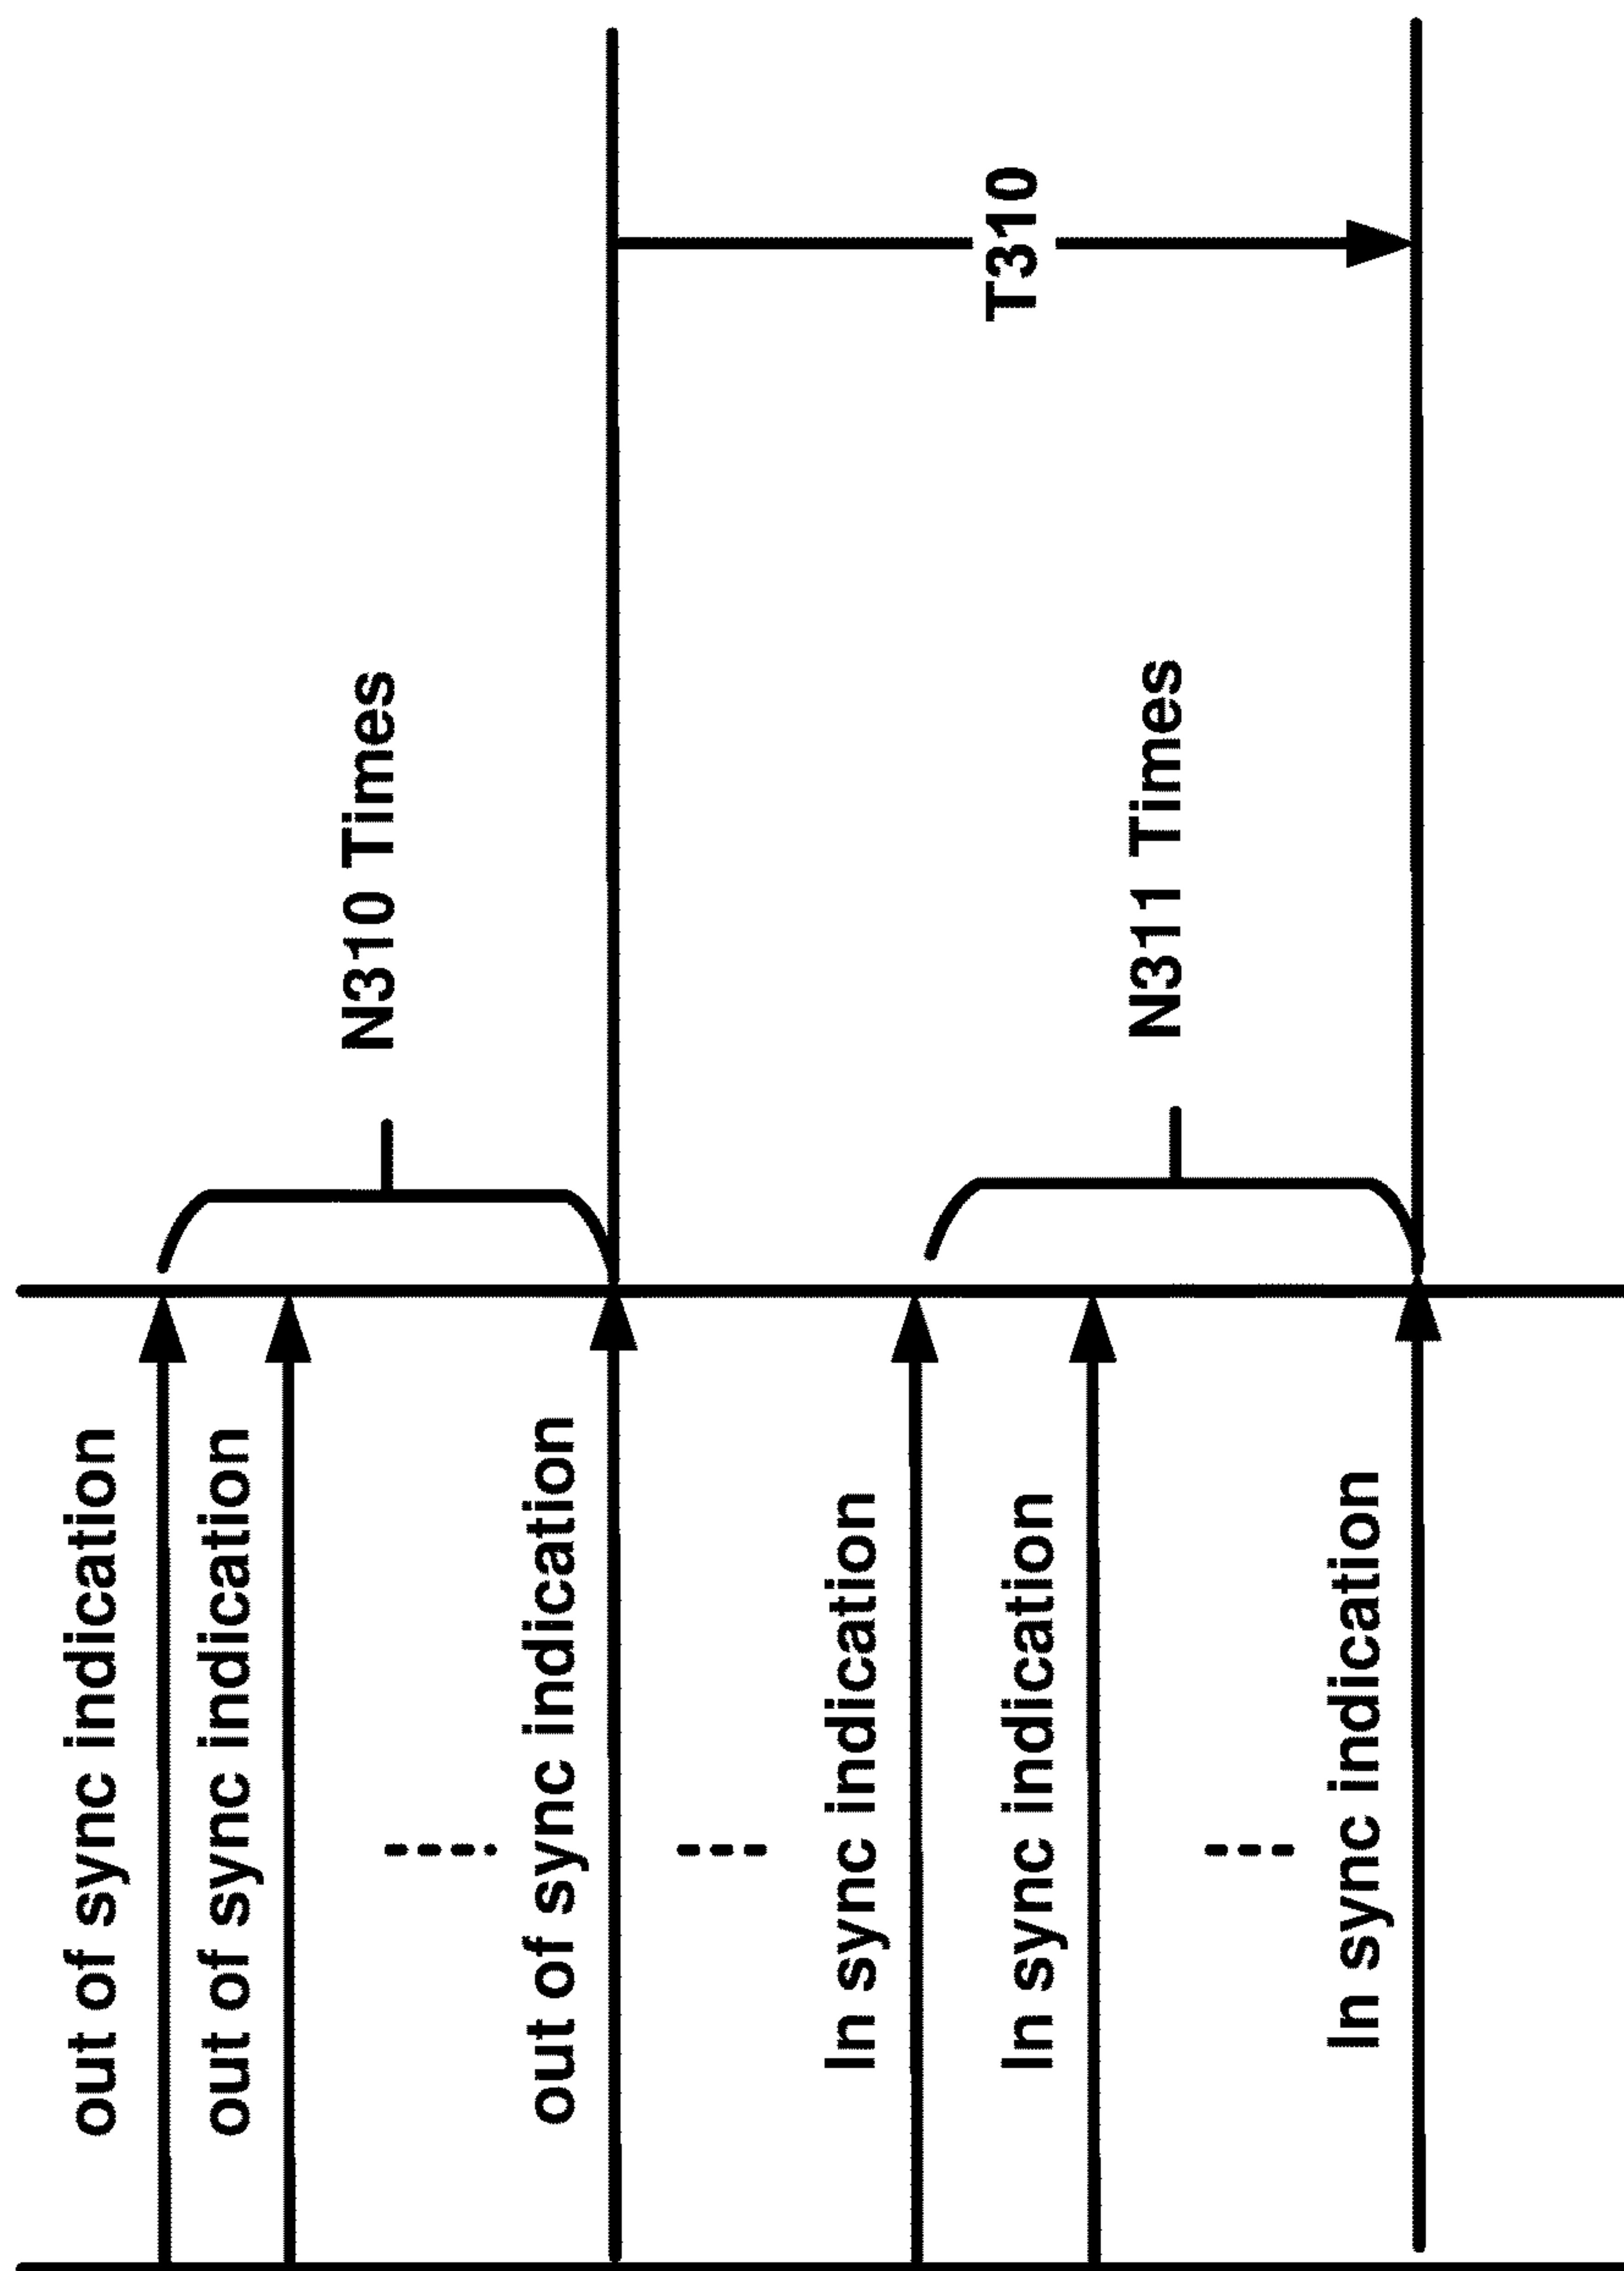 out of sync indication
out of sync indication
N310 Times
out of sync indication
T310
In sync indication
In sync indication
N311 Times
In sync indication